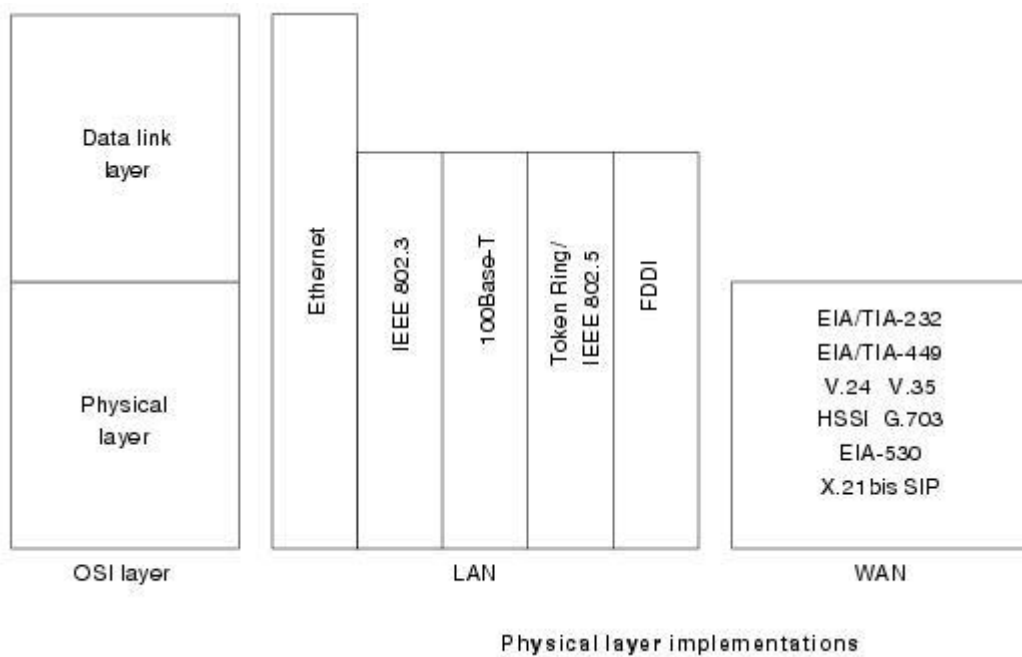 Data link
layer
Physical
layer
OSI layer
Ethernet
IEEE 802.3
100Base-T
Token Ring/
IEEE 802.5
FDDI
LAN
EIA/TIA-232
EIA/TIA-449
V.24 V.35
HSSI G.703
EIA-530
X.21bis SIP
WAN
Physical layer implementations